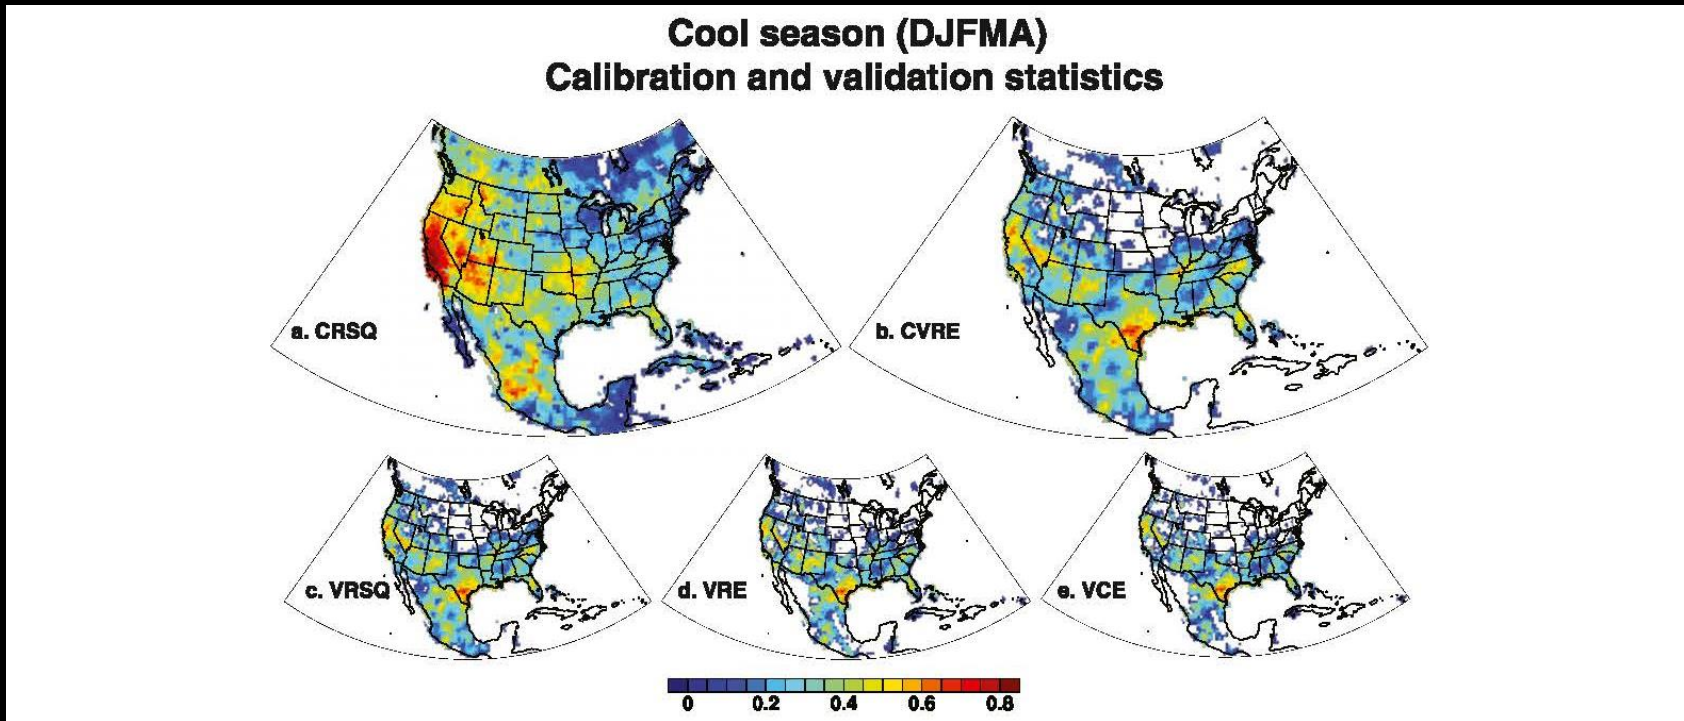 Cool season (DJFMA)
Calibration and validation statistics
a. CRSQ
b. CVRE
c. VRSQ
d. VRE
e. VCE
0 0.2 0.4 0.6 0.8